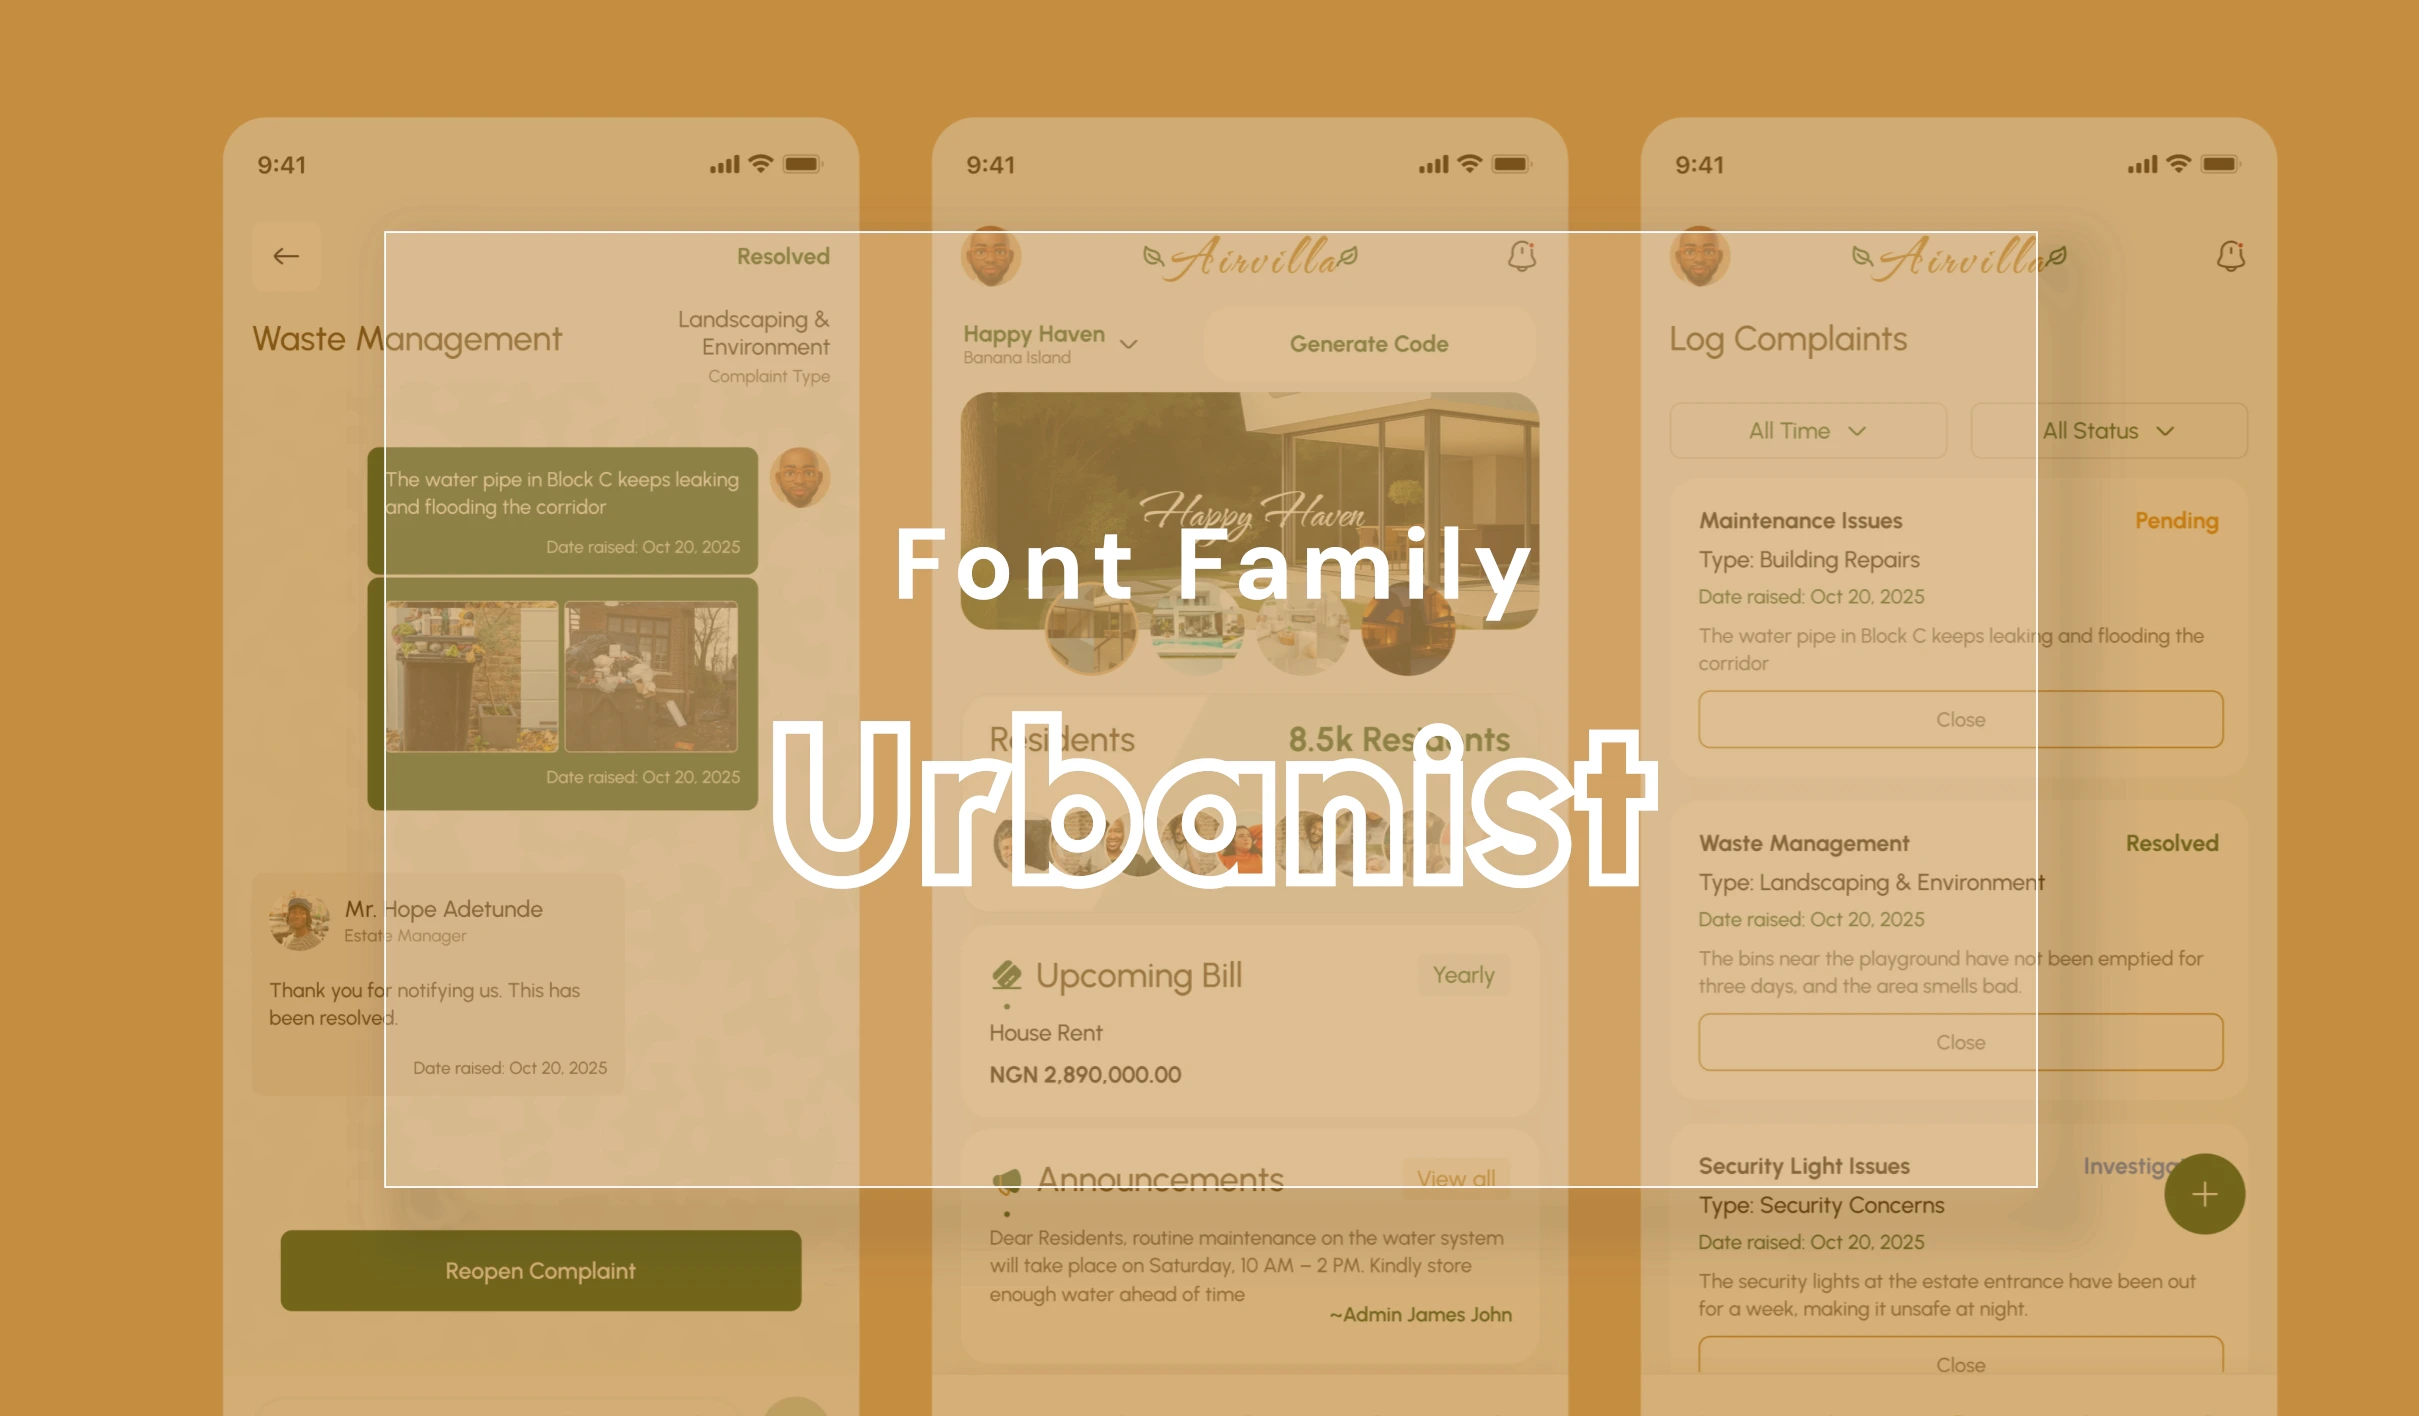 9:41
Resolved
Waste Management
Landscaping &
Environment
Complaint Type
The water pipe in Block C keeps leaking
and flooding the corridor
Date raised: Oct 20, 2025
Date raised: Oct 20, 2025
Mr. Hope Adetunde
Estate Manager
Thank you for notifying us. This has
been resolved.
Date raised: Oct 20, 2025
Reopen Complaint
9:41
Airvilla
Happy Haven
Banana Island
Generate Code
Happy Haven
Font Family
Urbanist
Residents
8.5k Residents
Upcoming Bill
Yearly
House Rent
NGN 2,890,000.00
Announcements
View all
Dear Residents, routine maintenance on the water system
will take place on Saturday, 10 AM – 2 PM. Kindly store
enough water ahead of time
~Admin James John
9:41
Airvilla
Log Complaints
All Time
All Status
Maintenance Issues
Pending
Type: Building Repairs
Date raised: Oct 20, 2025
The water pipe in Block C keeps leaking and flooding the
corridor
Close
Waste Management
Resolved
Type: Landscaping & Environment
Date raised: Oct 20, 2025
The bins near the playground have not been emptied for
three days, and the area smells bad.
Close
Security Light Issues
Type: Security Concerns
Date raised: Oct 20, 2025
The security lights at the estate entrance have been out
for a week, making it unsafe at night.
Close